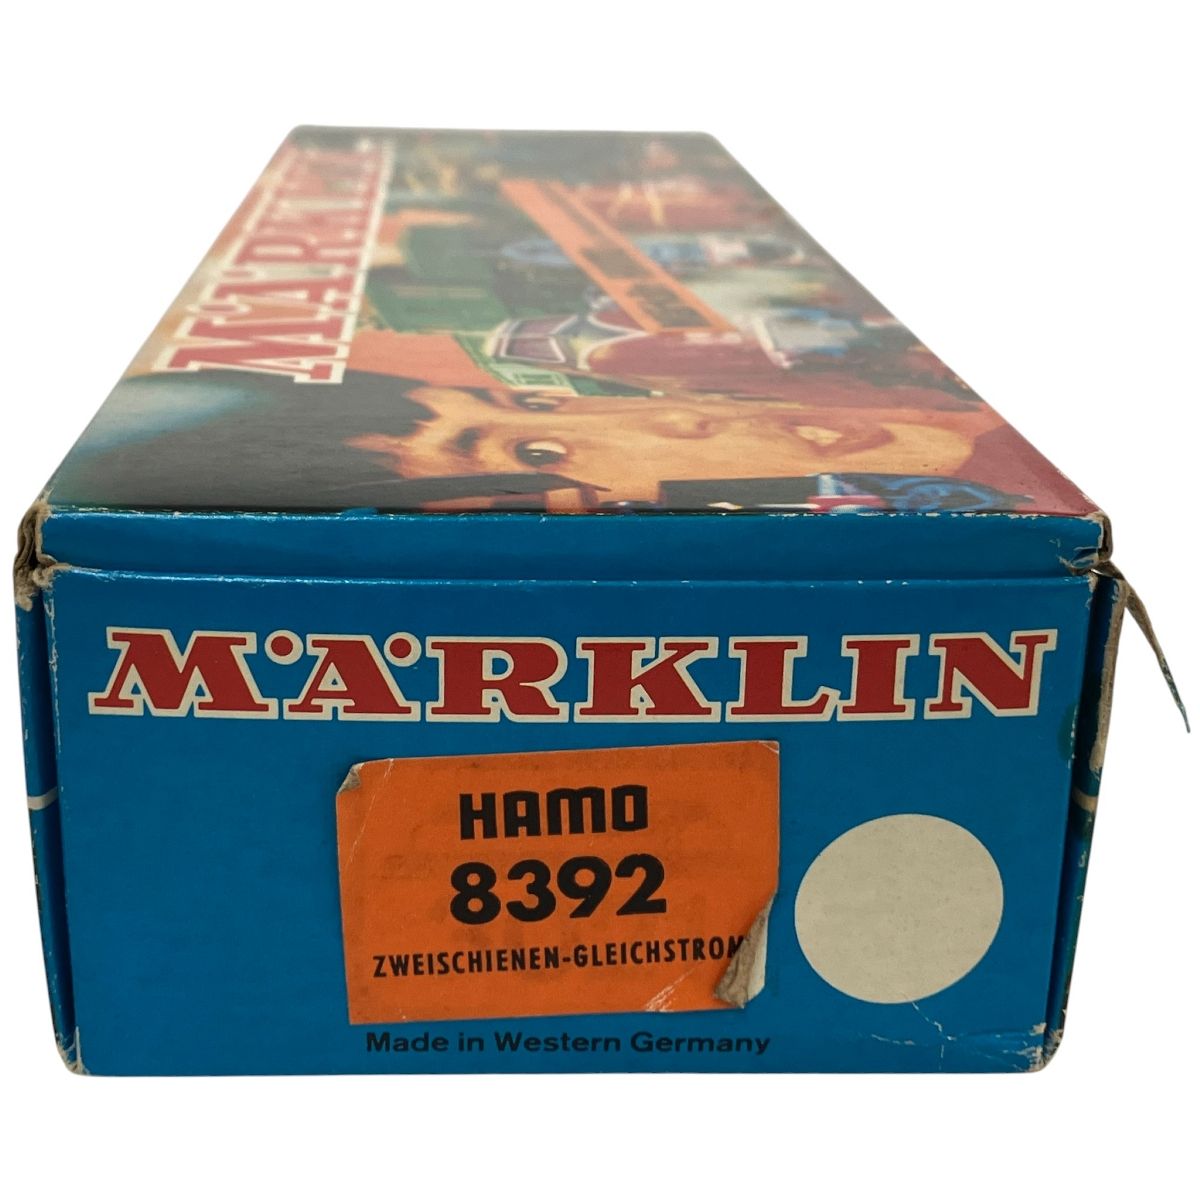 MÄRKLIN
MÄRKLIN
HAMO
8392
ZWEISCHIENEN-GLEICHSTROM
Made in Western Germany